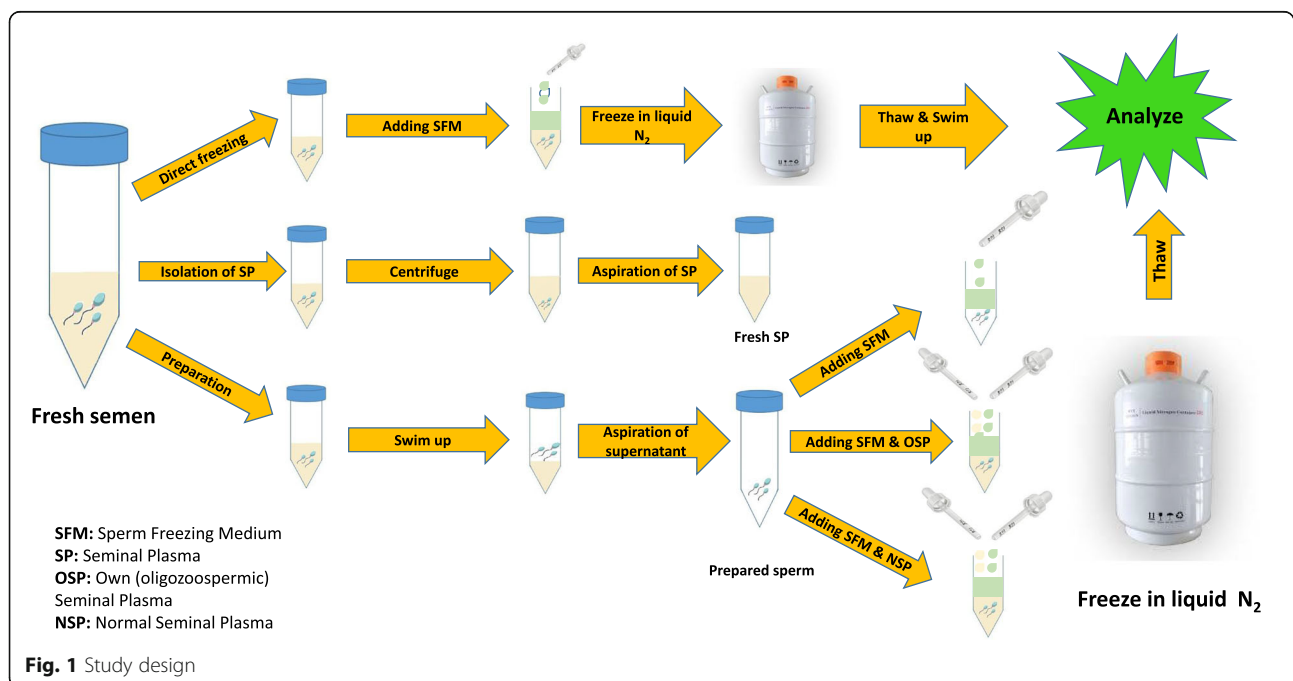 Direct freezing
Adding SFM
Freeze in liquid
N2
Thaw & Swim
up
Analyze
Isolation of SP
Centrifuge
Aspiration of SP
Fresh SP
Thaw
Adding SFM
Preparation
Fresh semen
Swim up
Aspiration of
supernatant
Adding SFM & OSP
Adding SFM & NSP
Prepared sperm
Freeze in liquid N2
SFM: Sperm Freezing Medium
SP: Seminal Plasma
OSP: Own (oligozoospermic)
Seminal Plasma
NSP: Normal Seminal Plasma
Fig. 1 Study design